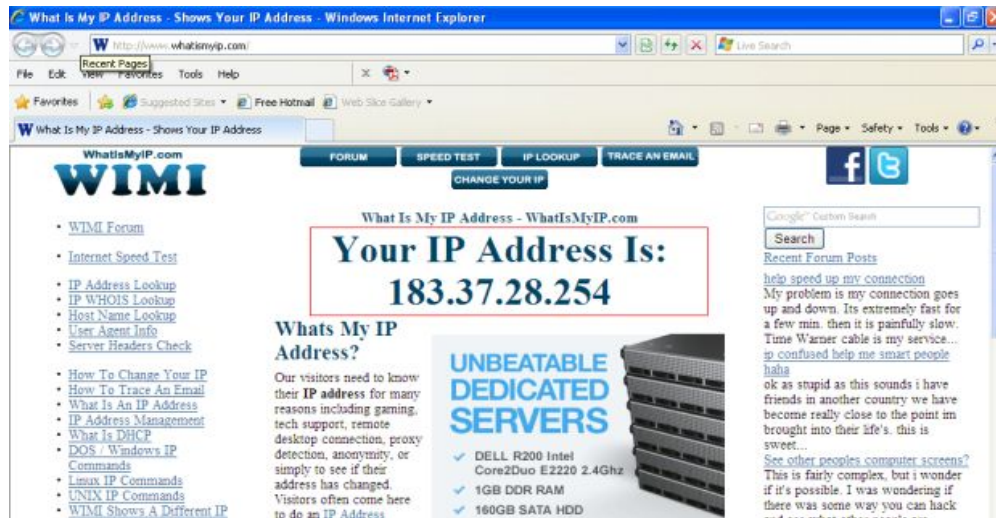 What Is My IP Address - Shows Your IP Address - Windows Internet Explorer
http://www.whatismyip.com/
Live Search
Recent Pages
File Edit View Favorites Tools Help
Favorites
Suggested Sites
Free Hotmail
Web Slice Gallery
What Is My IP Address - Shows Your IP Address
Page Safety Tools
WhatIsMyIP.com
WIMI
FORUM
SPEED TEST
IP LOOKUP
TRACE AN EMAIL
CHANGE YOUR IP
WIMI Forum
Internet Speed Test
IP Address Lookup
IP WHOIS Lookup
Host Name Lookup
User Agent Info
Server Headers Check
How To Change Your IP
How To Trace An Email
What Is An IP Address
IP Address Management
What Is DHCP
DOS / Windows IP
Commands
Linux IP Commands
UNIX IP Commands
WIMI Shows A Different IP
What Is My IP Address - WhatIsMyIP.com
Your IP Address Is:
183.37.28.254
Whats My IP
Address?
Our visitors need to know
their IP address for many
reasons including gaming,
tech support, remote
desktop connection, proxy
detection, anonymity, or
simply to see if their
address has changed.
Visitors often come here
to do an IP Address
UNBEATABLE
DEDICATED
SERVERS
DELL R200 Intel
Core2Duo E2220 2.4Ghz
1GB DDR RAM
160GB SATA HDD
Google™ Custom Search
Search
Recent Forum Posts
help speed up my connection
My problem is my connection goes
up and down. Its extremely fast for
a few min. then it is painfully slow.
Time Warner cable is my service...
ip confused help me smart people
haha
ok as stupid as this sounds i have
friends in another country we have
become really close to the point im
brought into their life's. this is
sweet...
See other peoples computer screens?
This is fairly complex, but i wonder
if it's possible. I was wondering if
there was some way you can hack